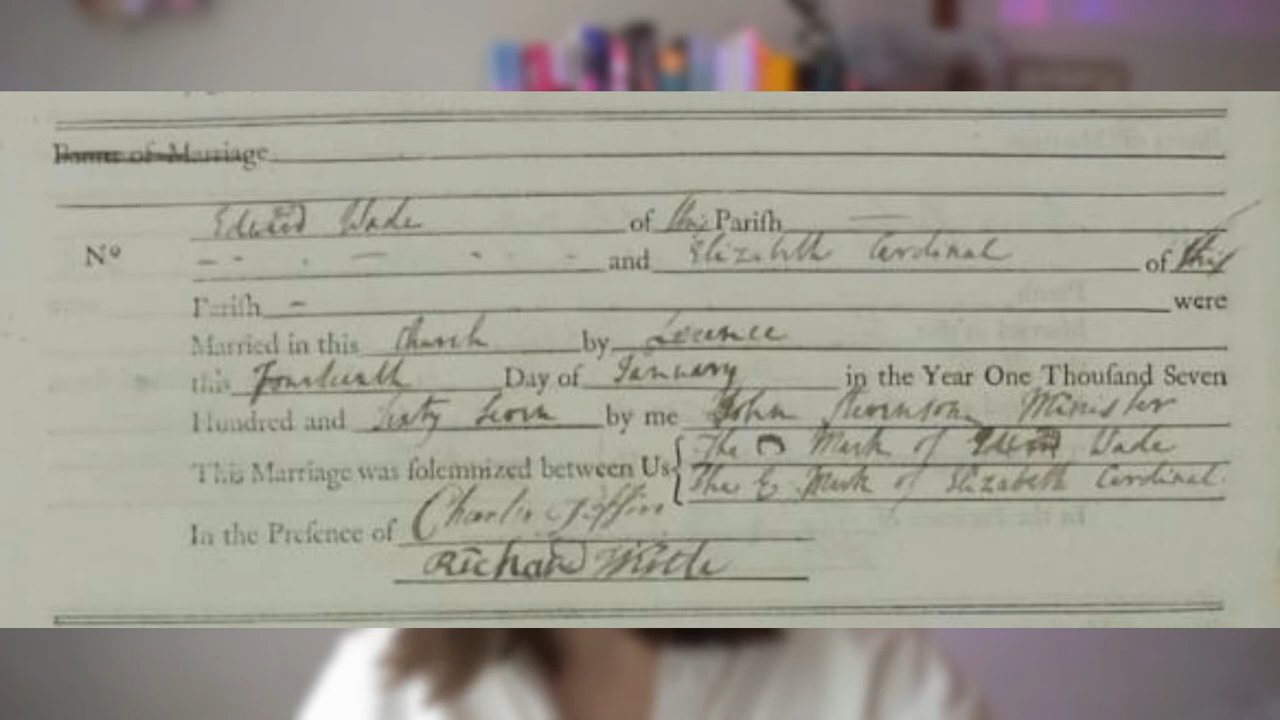 Forms of Marriage
Edward Wade of this Parish
Nº and Elizabeth Cardinal of this
Parish were
Married in this Church by Licence
this Fourteenth Day of January in the Year One Thousand Seven
Hundred and Sixty Seven by me John Minister
This Marriage was solemnized between Us The Mark of Edward Wade
The E Mark of Elizabeth Cardinal
In the Presence of Charles
Richard